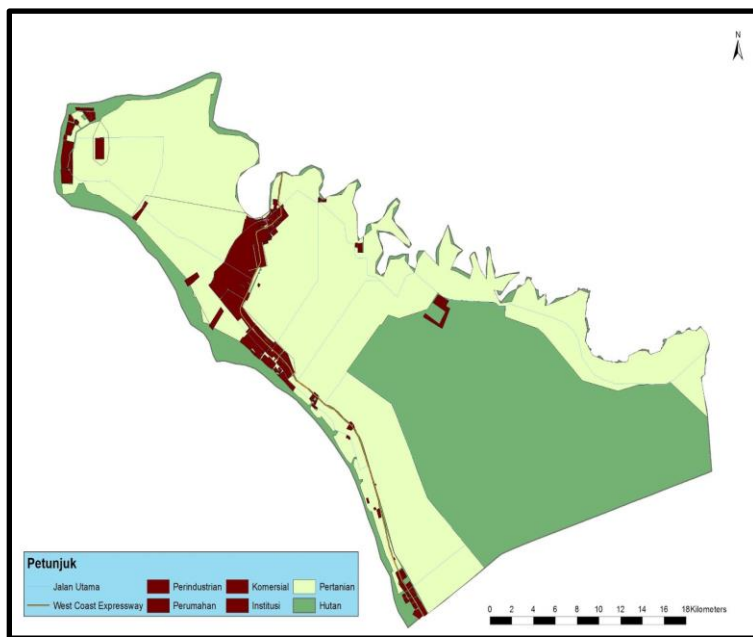 N
Petunjuk
Jalan Utama Perindustrian Komersial Pertanian
West Coast Expressway Perumahan Institusi Hutan
0 2 4 6 8 10 12 14 16 18Kilometers